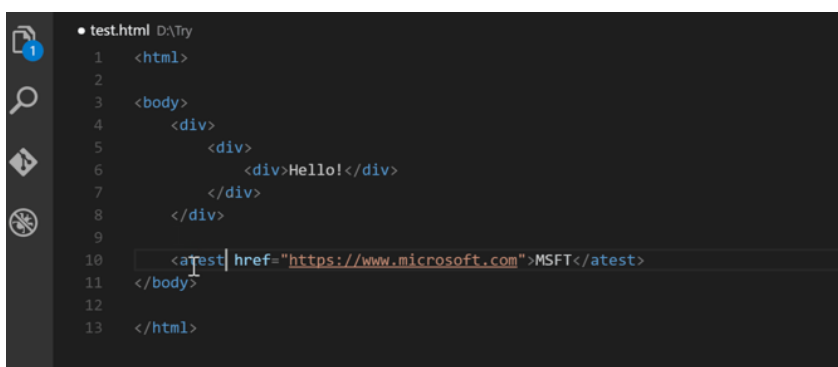 1
● test.html D:\Try
1 <html>
2
3 <body>
4     <div>
5         <div>
6             <div>Hello!</div>
7         </div>
8     </div>
9
10     <atest href="https://www.microsoft.com">MSFT</atest>
11 </body>
12
13 </html>